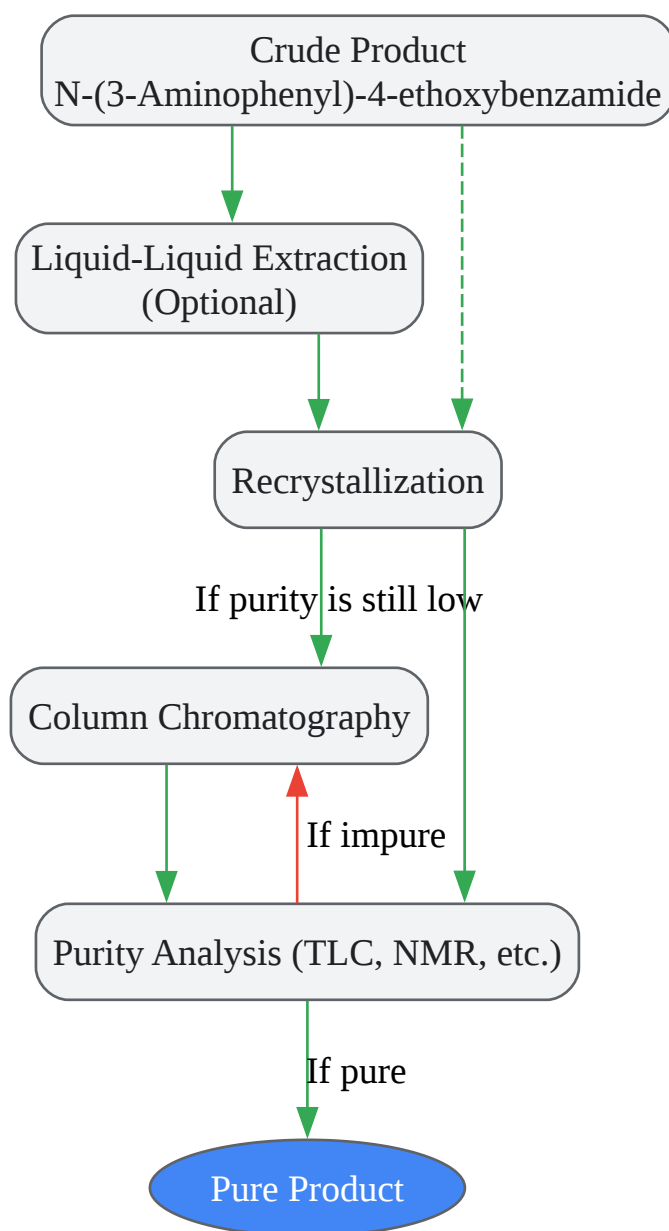 Crude Product
N-(3-Aminophenyl)-4-ethoxybenzamide
Liquid-Liquid Extraction
(Optional)
Recrystallization
If purity is still low
Column Chromatography
If impure
Purity Analysis (TLC, NMR, etc.)
If pure
Pure Product